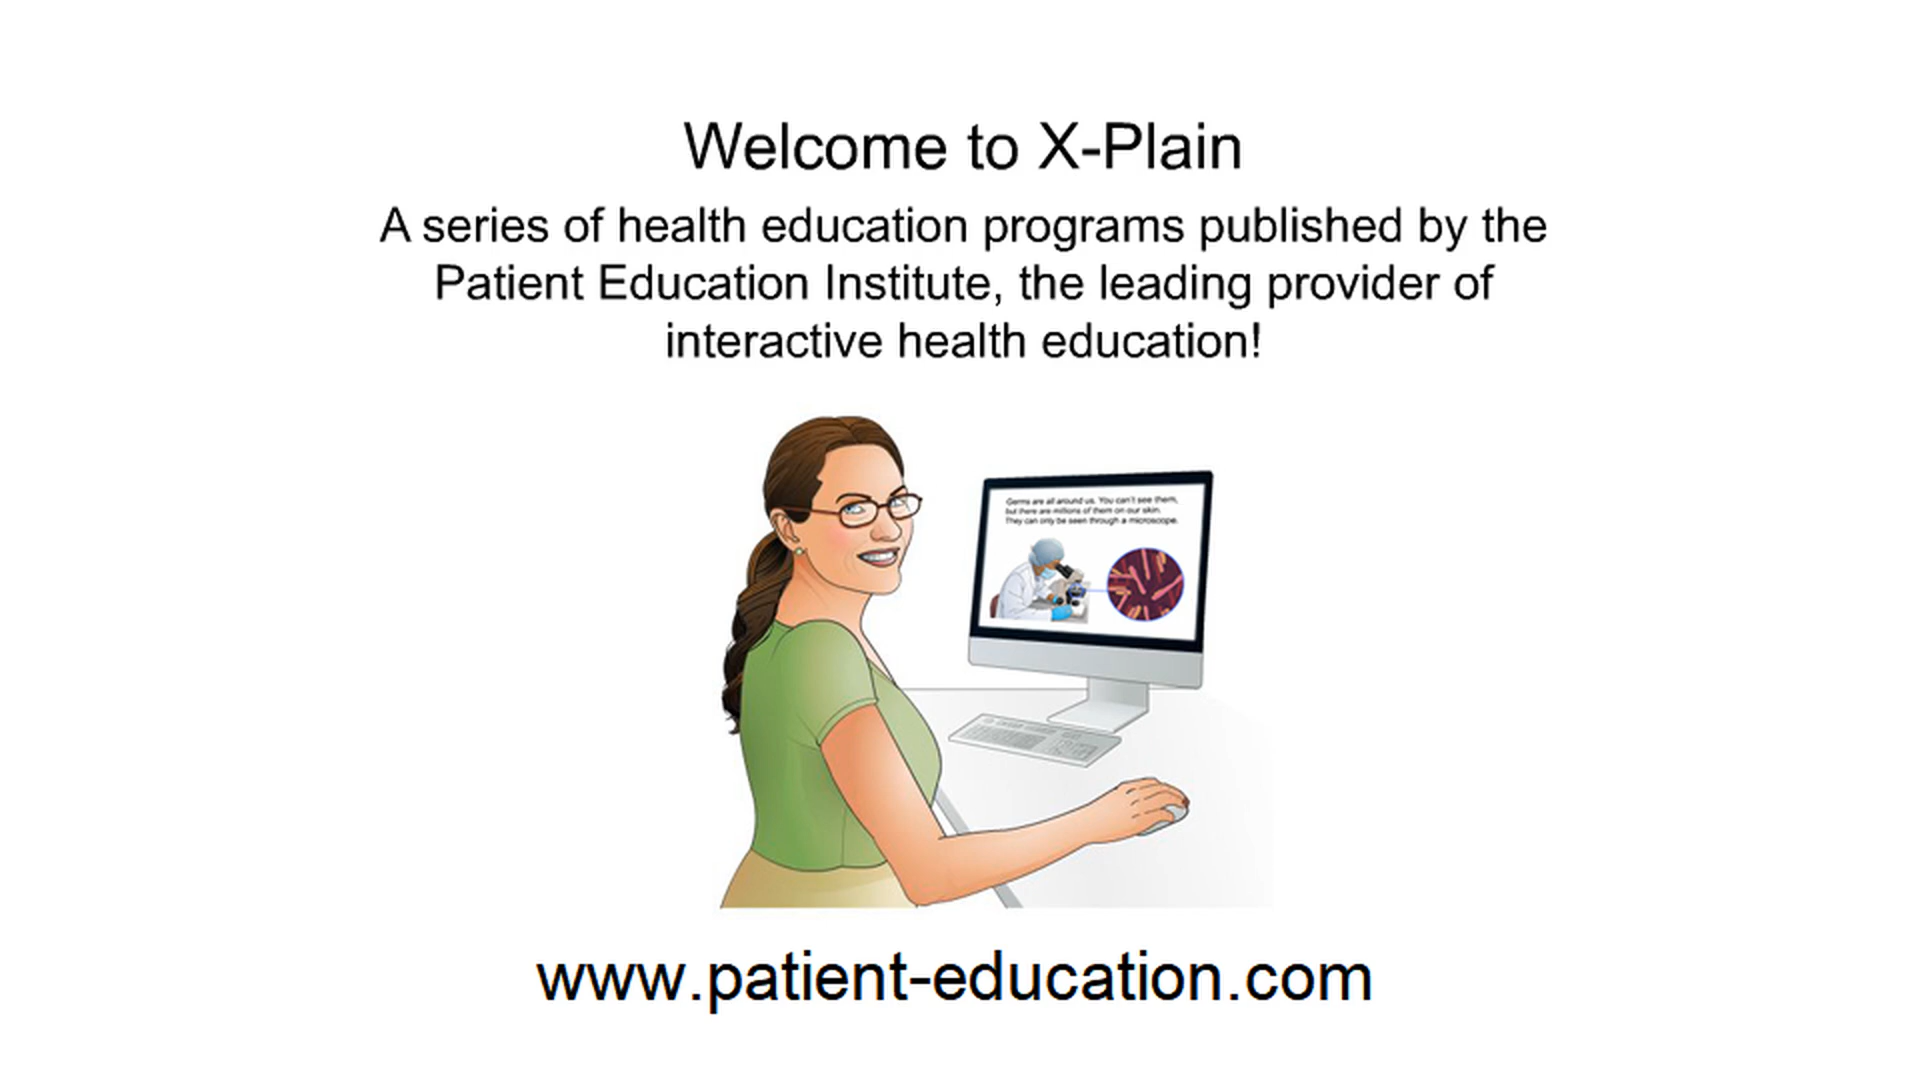 Welcome to X-Plain
A series of health education programs published by the
Patient Education Institute, the leading provider of
interactive health education!
Germs are all around us. You can't see them,
but there are millions of them on our skin.
They can only be seen through a microscope.
www.patient-education.com